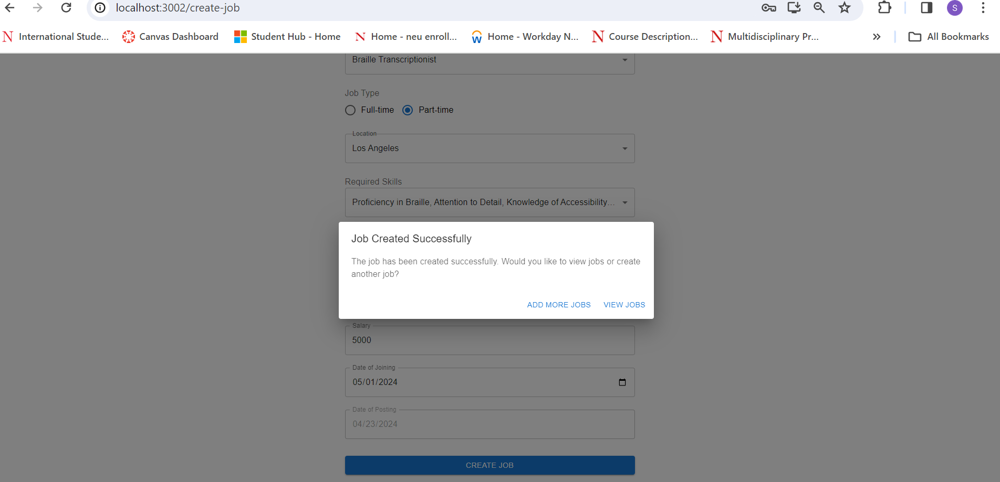 localhost:3002/create-job
S
N International Stude... Canvas Dashboard Student Hub - Home N Home - neu enroll... W Home - Workday N... N Course Description... N Multidisciplinary Pr... » All Bookmarks
Braille Transcriptionist
Job Type
Full-time Part-time
Location
Los Angeles
Required Skills
Proficiency in Braille, Attention to Detail, Knowledge of Accessibility...
Job Created Successfully
The job has been created successfully. Would you like to view jobs or create
another job?
ADD MORE JOBS VIEW JOBS
Salary
5000
Date of Joining
05/01/2024
Date of Posting
04/23/2024
CREATE JOB